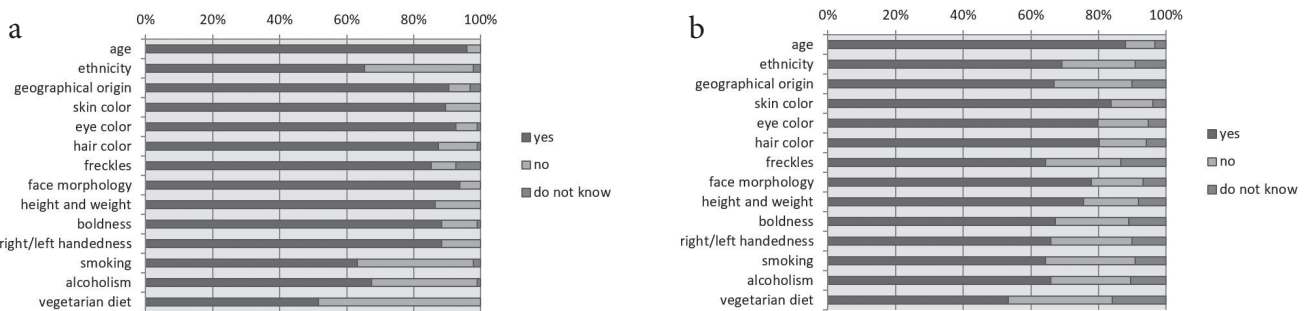 a
0% 20% 40% 60% 80% 100%
age
ethnicity
geographical origin
skin color
eye color
hair color
freckles
face morphology
height and weight
boldness
right/left handedness
smoking
alcoholism
vegetarian diet
yes
no
do not know
b
0% 20% 40% 60% 80% 100%
age
ethnicity
geographical origin
skin color
eye color
hair color
freckles
face morphology
height and weight
boldness
right/left handedness
smoking
alcoholism
vegetarian diet
yes
no
do not know